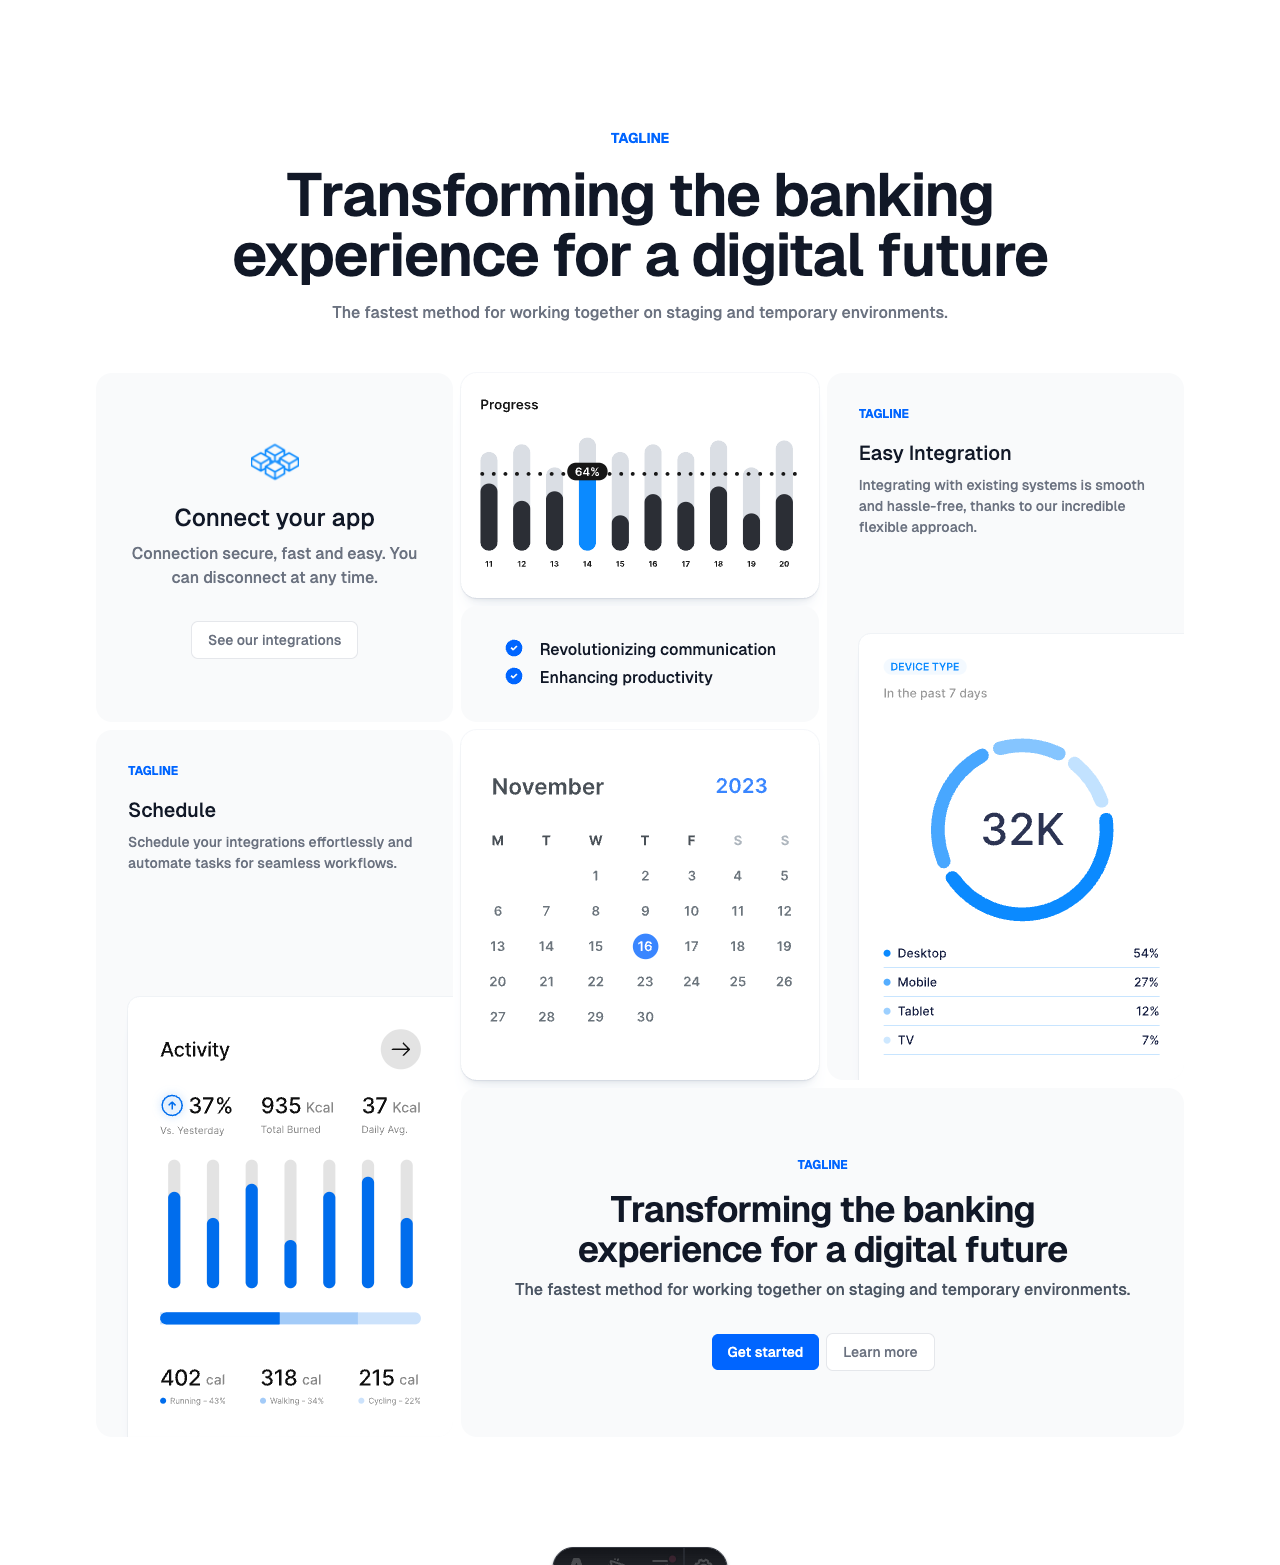 TAGLINE
Transforming the banking
experience for a digital future
The fastest method for working together on staging and temporary environments.
Connect your app
Connection secure, fast and easy. You
can disconnect at any time.
See our integrations
Progress
64%
11 12 13 14 15 16 17 18 19 20
Revolutionizing communication
Enhancing productivity
TAGLINE
Easy Integration
Integrating with existing systems is smooth
and hassle-free, thanks to our incredible
flexible approach.
DEVICE TYPE
In the past 7 days
32K
Desktop 54%
Mobile 27%
Tablet 12%
TV 7%
TAGLINE
Schedule
Schedule your integrations effortlessly and
automate tasks for seamless workflows.
Activity
37% 935 Kcal 37 Kcal
Vs. Yesterday Total Burned Daily Avg.
402 cal 318 cal 215 cal
Running - 43% Walking - 34% Cycling - 22%
November 2023
M T W T F S S
1 2 3 4 5
6 7 8 9 10 11 12
13 14 15 16 17 18 19
20 21 22 23 24 25 26
27 28 29 30
TAGLINE
Transforming the banking
experience for a digital future
The fastest method for working together on staging and temporary environments.
Get started Learn more